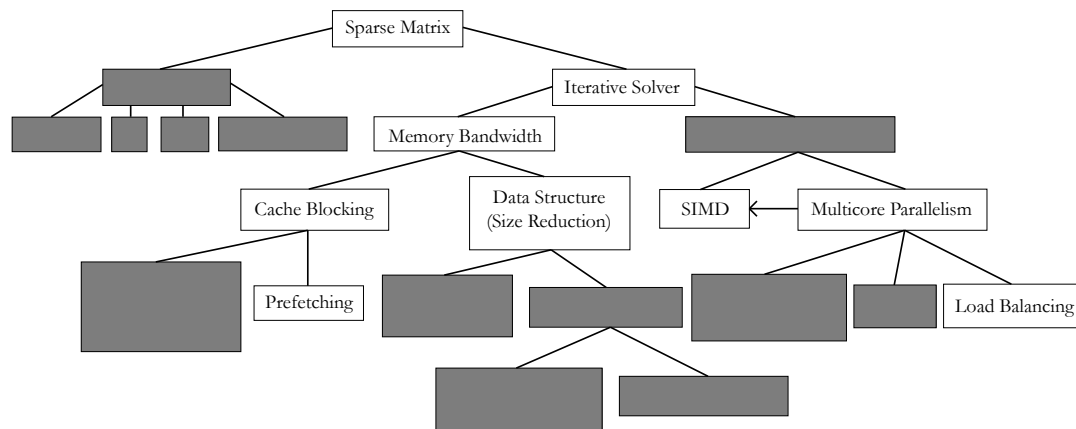 Sparse Matrix
Iterative Solver
Memory Bandwidth
Cache Blocking
Data Structure
(Size Reduction)
SIMD
Multicore Parallelism
Prefetching
Load Balancing